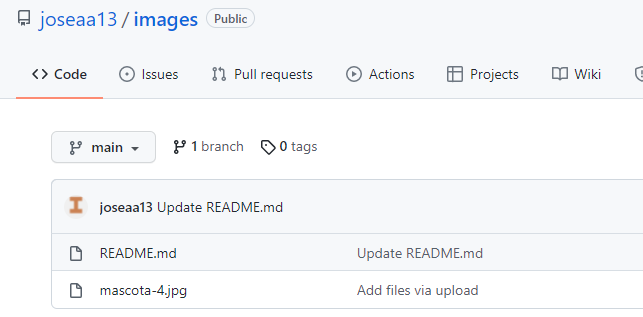 joseaa13 / images Public
Code Issues Pull requests Actions Projects Wiki
main 1 branch 0 tags
joseaa13 Update README.md
README.md Update README.md
mascota-4.jpg Add files via upload